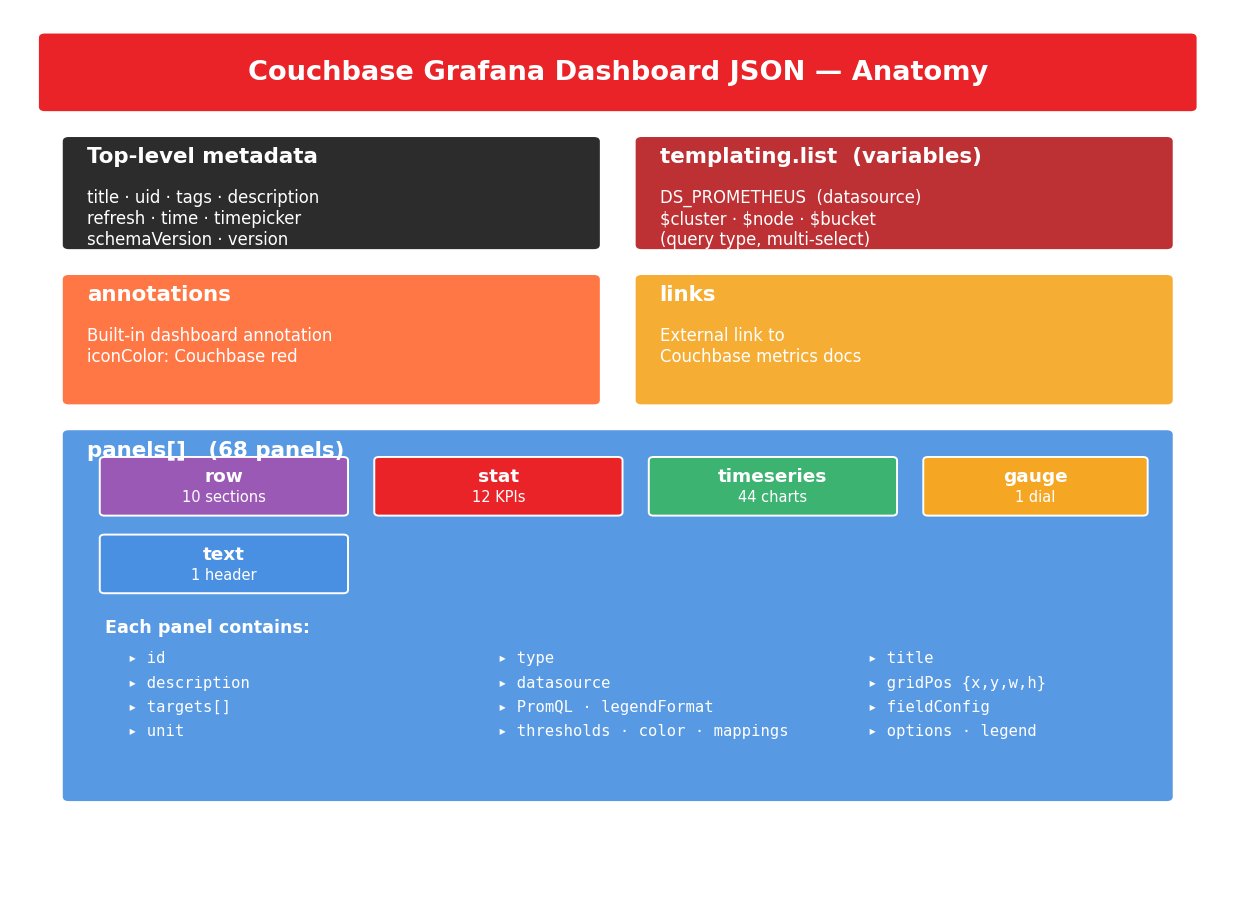 Couchbase Grafana Dashboard JSON — Anatomy
Top-level metadata
title · uid · tags · description
refresh · time · timepicker
schemaVersion · version
templating.list  (variables)
DS_PROMETHEUS  (datasource)
$cluster · $node · $bucket
(query type, multi-select)
annotations
Built-in dashboard annotation
iconColor: Couchbase red
links
External link to
Couchbase metrics docs
panels[]   (68 panels)
row
10 sections
stat
12 KPIs
timeseries
44 charts
gauge
1 dial
text
1 header
Each panel contains:
▸ id
▸ type
▸ title
▸ description
▸ datasource
▸ gridPos {x,y,w,h}
▸ targets[]
▸ PromQL · legendFormat
▸ fieldConfig
▸ unit
▸ thresholds · color · mappings
▸ options · legend